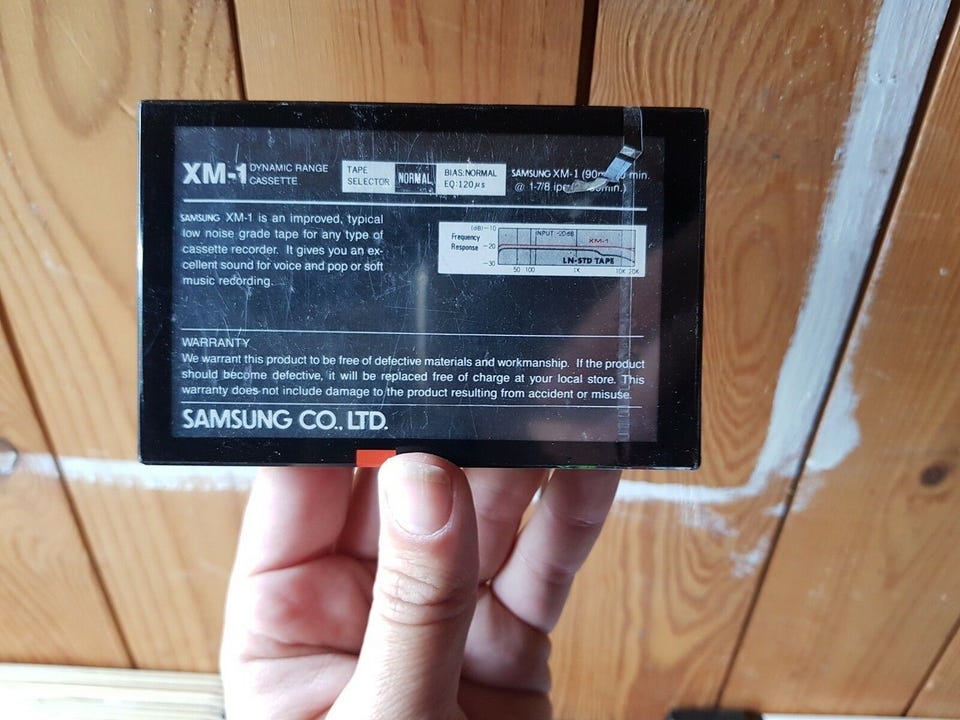 XM-1 DYNAMIC RANGE CASSETTE
TAPE SELECTOR NORMAL BIAS:NORMAL EQ:120μs
SAMSUNG XM-1 min.
@ 1-7/8
SAMSUNG XM-1 is an improved, typical
low noise grade tape for any type of
cassette recorder. It gives you an ex-
cellent sound for voice and pop or soft
music recording.
Frequency Response
(dB) -10
-20
-30
INPUT -20dB
XM-1
LN-STD TAPE
50 100 1K 10K 20K
WARRANTY
We warrant this product to be free of defective materials and workmanship. If the product
should become defective, it will be replaced free of charge at your local store. This
warranty does not include damage to the product resulting from accident or misuse.
SAMSUNG CO., LTD.